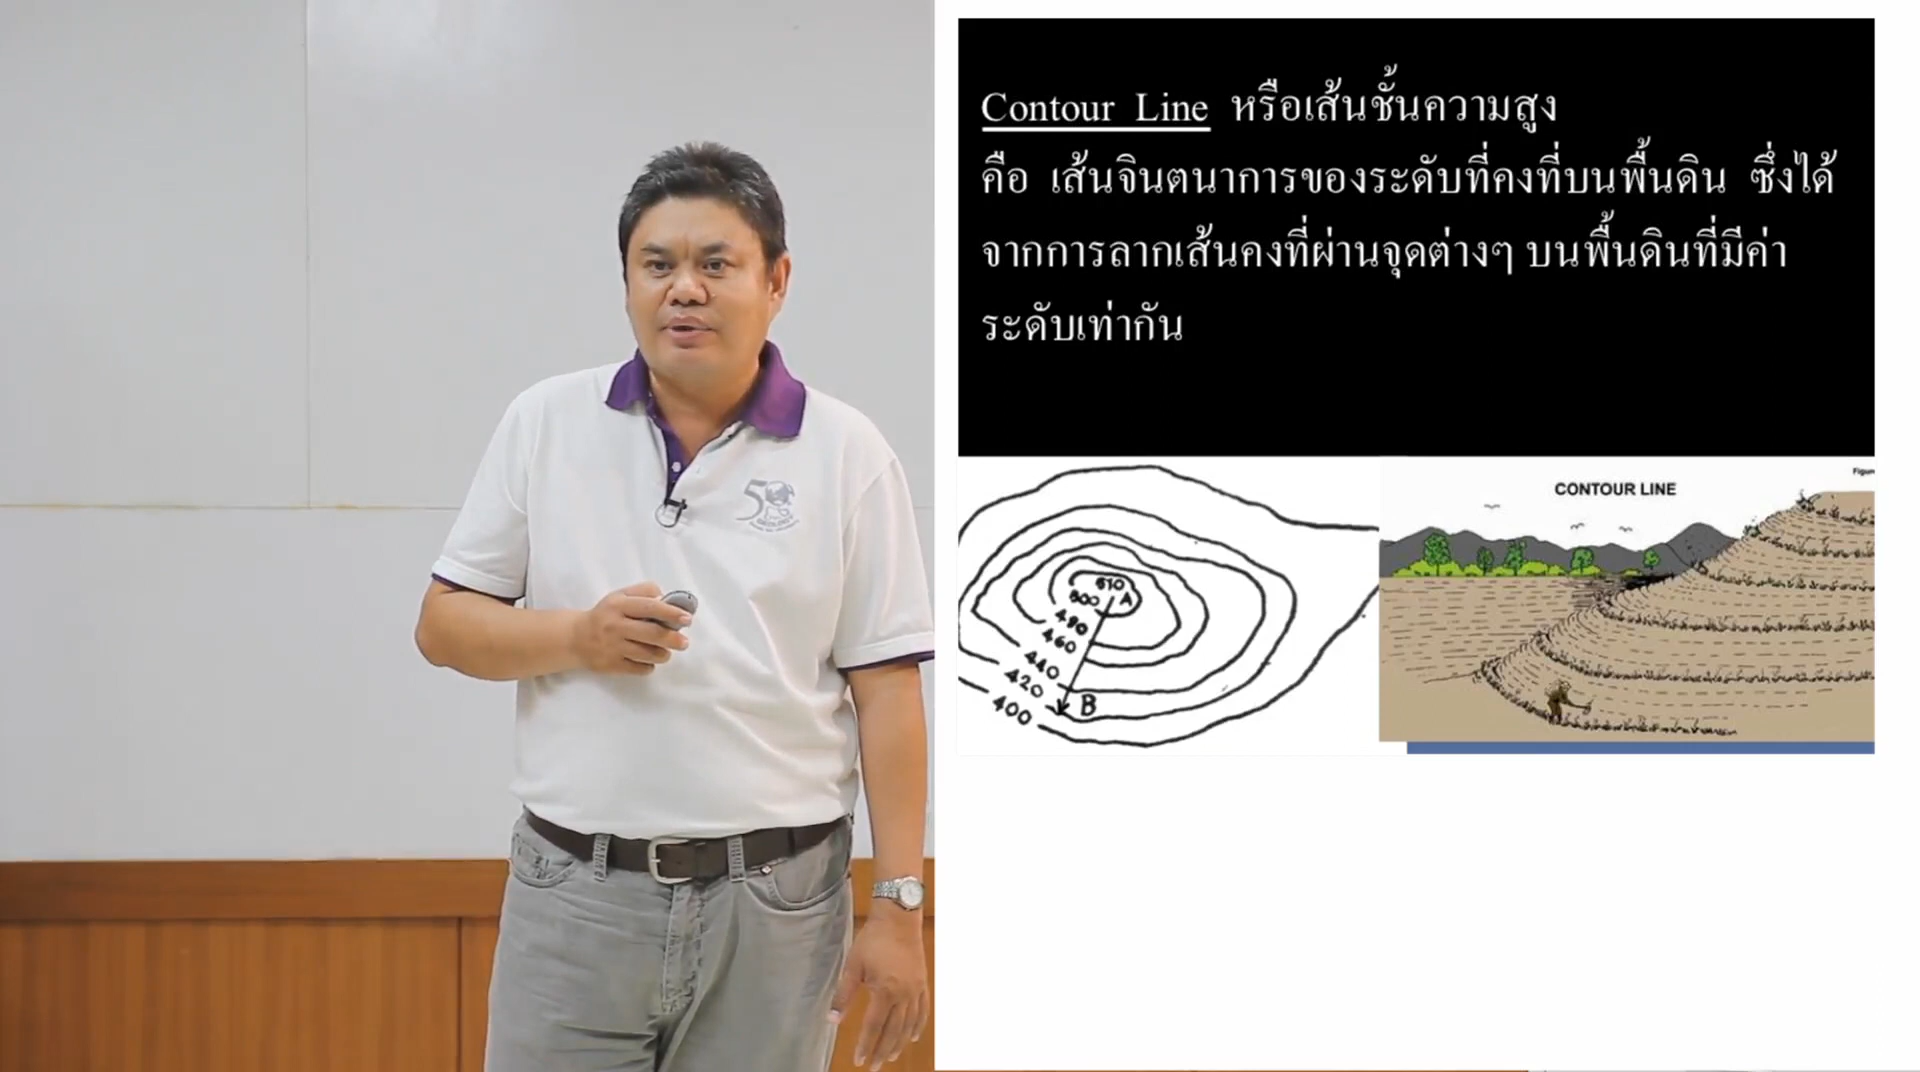 Contour Line หรือเส้นชั้นความสูง
คือ เส้นจินตนาการของระดับที่คงที่บนพื้นดิน ซึ่งได้
จากการลากเส้นคงที่ผ่านจุดต่างๆ บนพื้นดินที่มีค่า
ระดับเท่ากัน
CONTOUR LINE
510
500 A
490
460
440
420
400
B
50
GEOLOGY